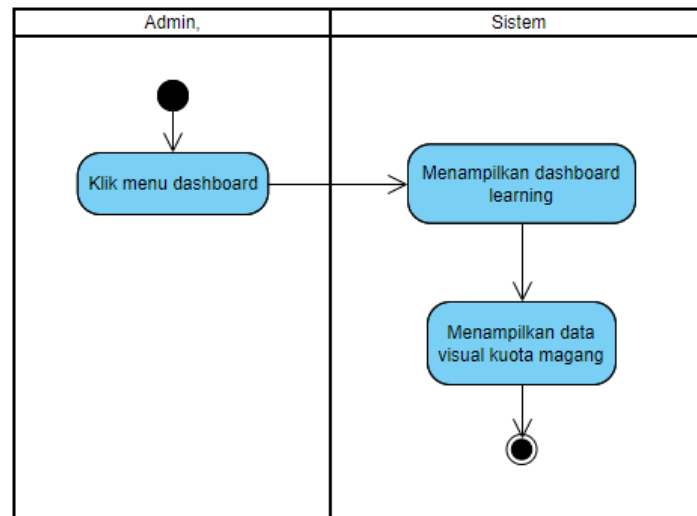 Admin,
Sistem
Klik menu dashboard
Menampilkan dashboard
learning
Menampilkan data
visual kuota magang